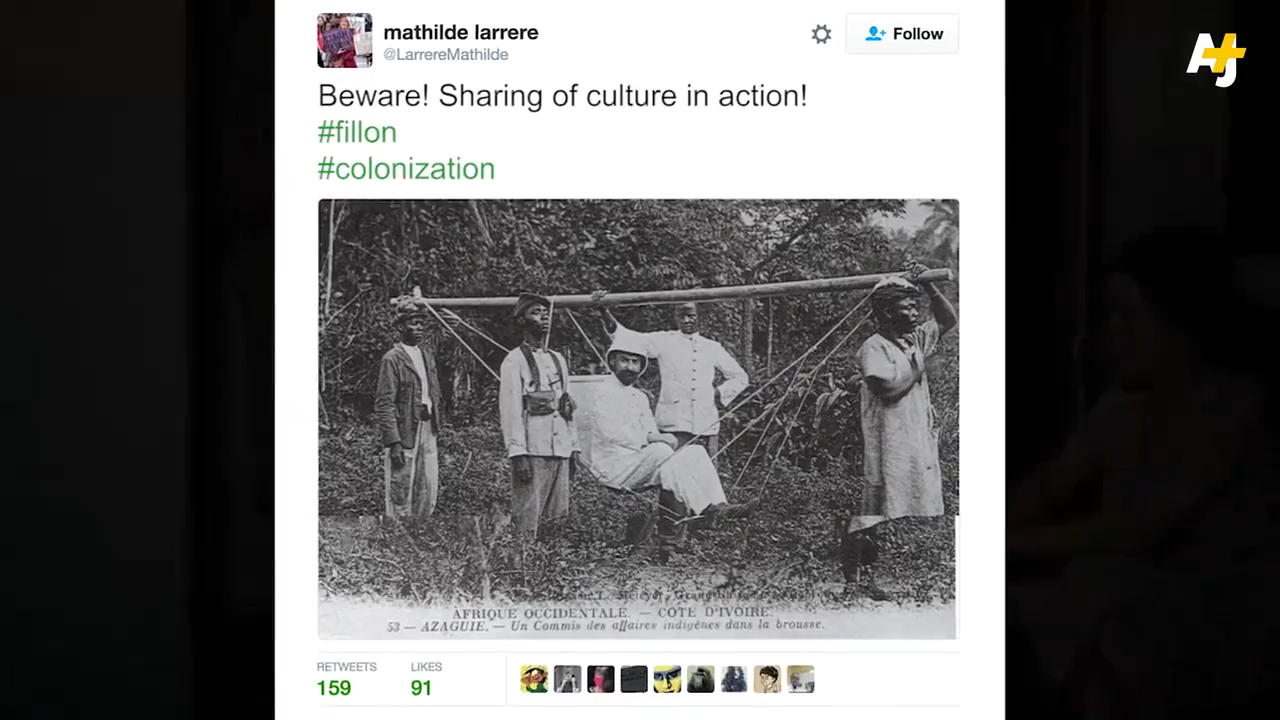 mathilde larrere
@LarrereMathilde
Follow
AJ+
Beware! Sharing of culture in action!
#fillon
#colonization
AFRIQUE OCCIDENTALE. — COTE D'IVOIRE.
53 — AZAGUIE. — Un Commis des affaires indigènes dans la brousse.
RETWEETS
LIKES
159
91